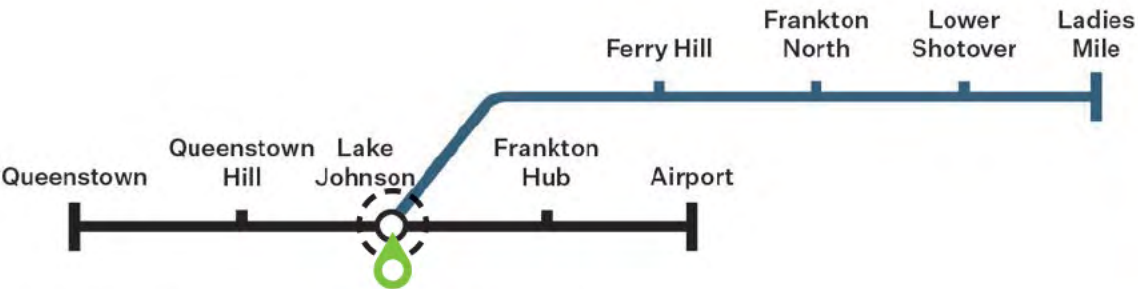 Ferry Hill
Frankton
North
Lower
Shotover
Ladies
Mile
Queenstown
Queenstown
Hill
Lake
Johnson
Frankton
Hub
Airport